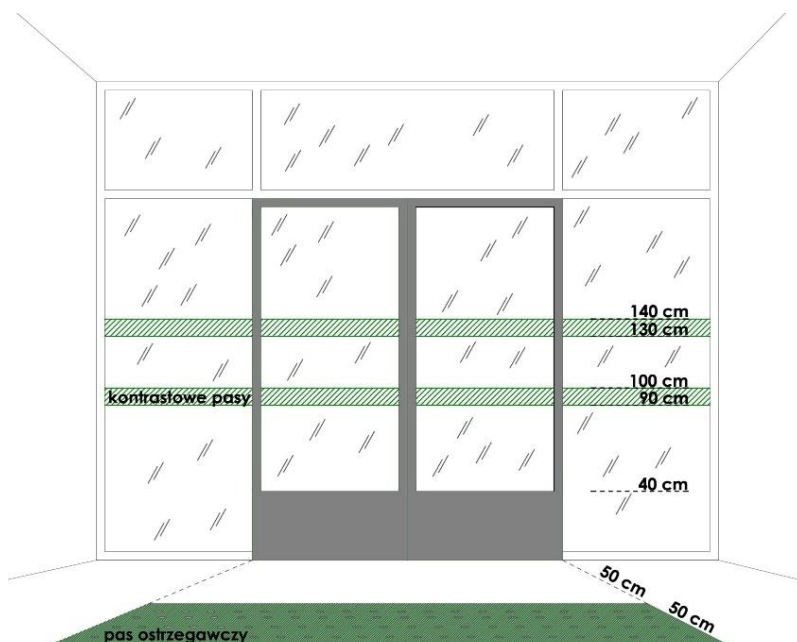 140 cm
130 cm
100 cm
kontrastowe pasy
90 cm
40 cm
50 cm
50 cm
pas ostrzegawczy